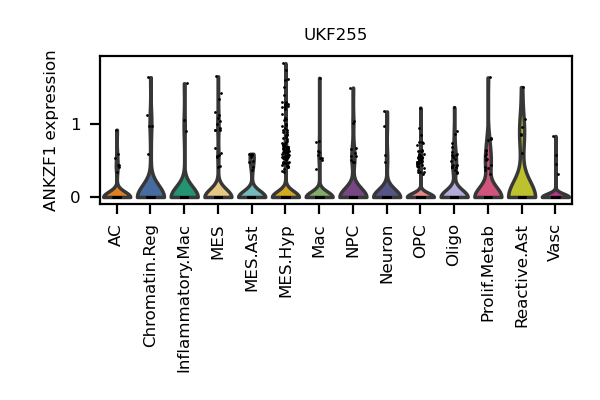 UKF255
ANKZF1 expression
1
0
AC
Chromatin.Reg
Inflammatory.Mac
MES
MES.Ast
MES.Hyp
Mac
NPC
Neuron
OPC
Oligo
Prolif.Metab
Reactive.Ast
Vasc